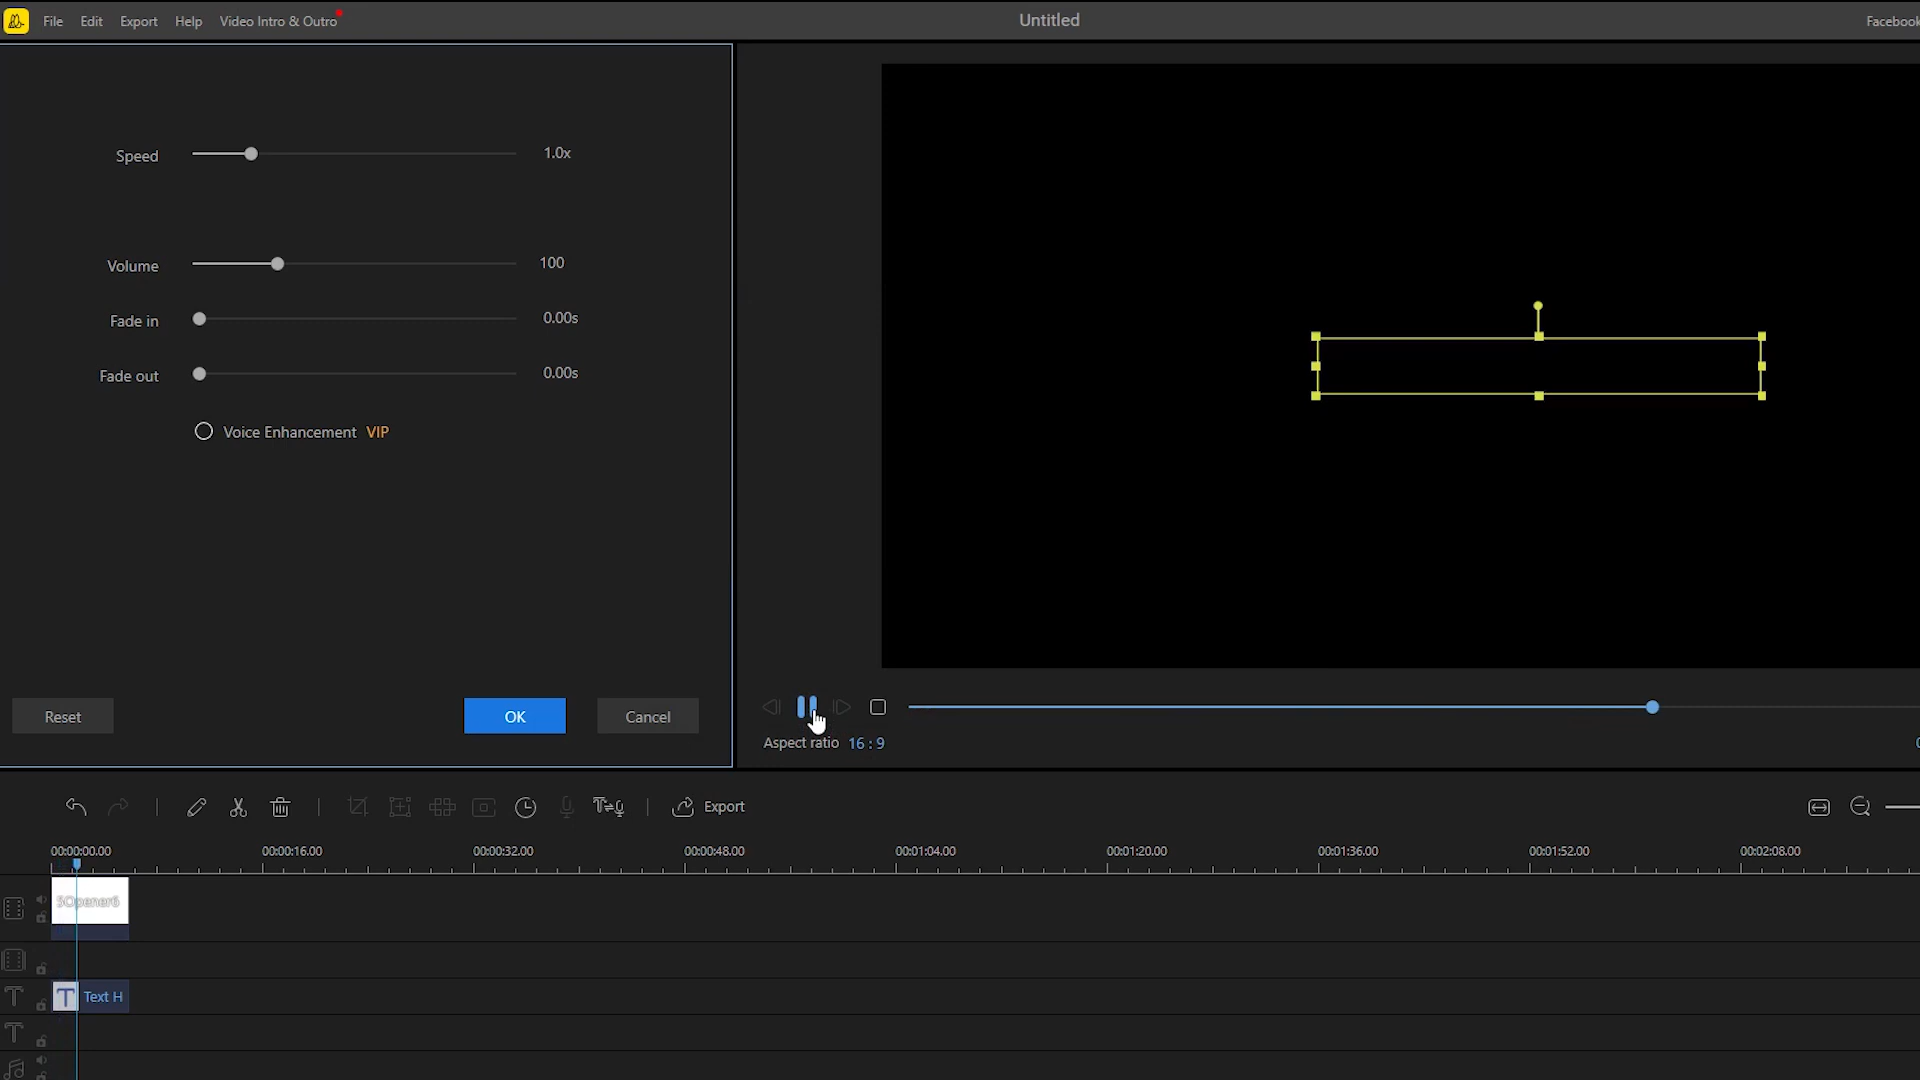 File Edit Export Help Video Intro & Outro Untitled Facebook
Speed 1.0x
Volume 100
Fade in 0.00s
Fade out 0.00s
Voice Enhancement VIP
Reset OK Cancel
Aspect ratio 16 : 9
Export
00:00:00.00 00:00:16.00 00:00:32.00 00:00:48.00 00:01:04.00 00:01:20.00 00:01:36.00 00:01:52.00 00:02:08.00
5Opener6
Text H